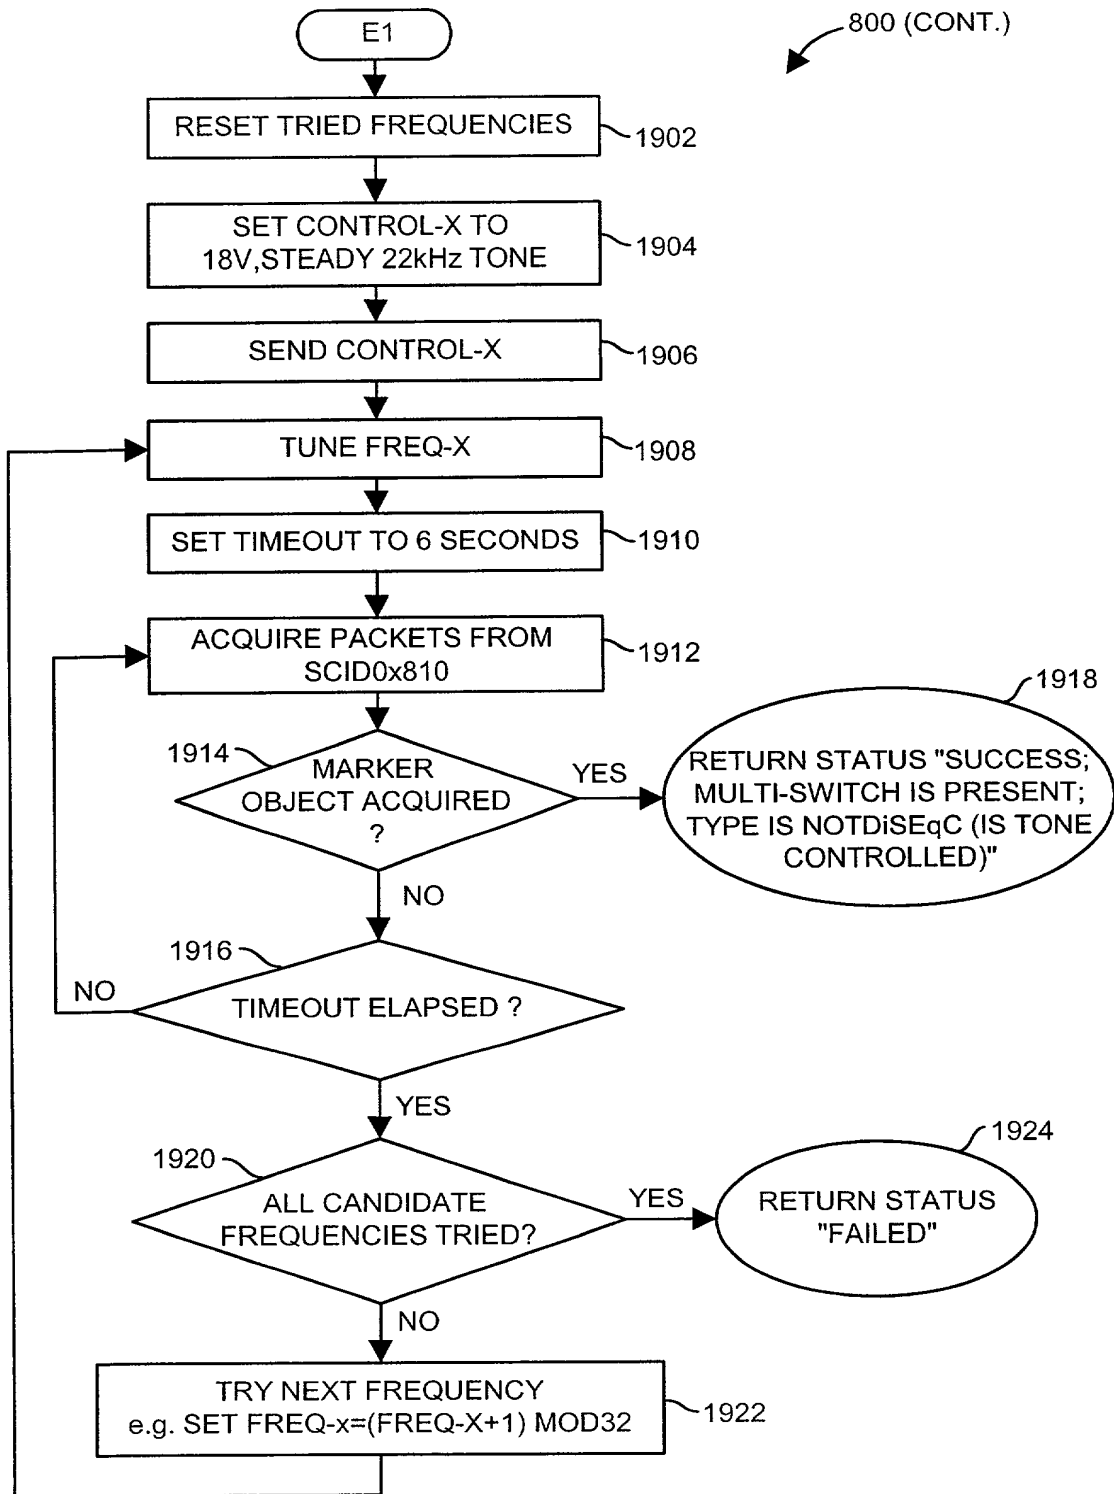 E1
800 (CONT.)
RESET TRIED FREQUENCIES
1902
SET CONTROL-X TO
18V,STEADY 22kHz TONE
1904
SEND CONTROL-X
1906
TUNE FREQ-X
1908
SET TIMEOUT TO 6 SECONDS
1910
ACQUIRE PACKETS FROM
SCID0x810
1912
1914
MARKER
OBJECT ACQUIRED
?
YES
1918
RETURN STATUS "SUCCESS;
MULTI-SWITCH IS PRESENT;
TYPE IS NOTDiSEqC (IS TONE
CONTROLLED)"
NO
1916
TIMEOUT ELAPSED ?
NO
YES
1920
ALL CANDIDATE
FREQUENCIES TRIED?
YES
1924
RETURN STATUS
"FAILED"
NO
TRY NEXT FREQUENCY
e.g. SET FREQ-x=(FREQ-X+1) MOD32
1922